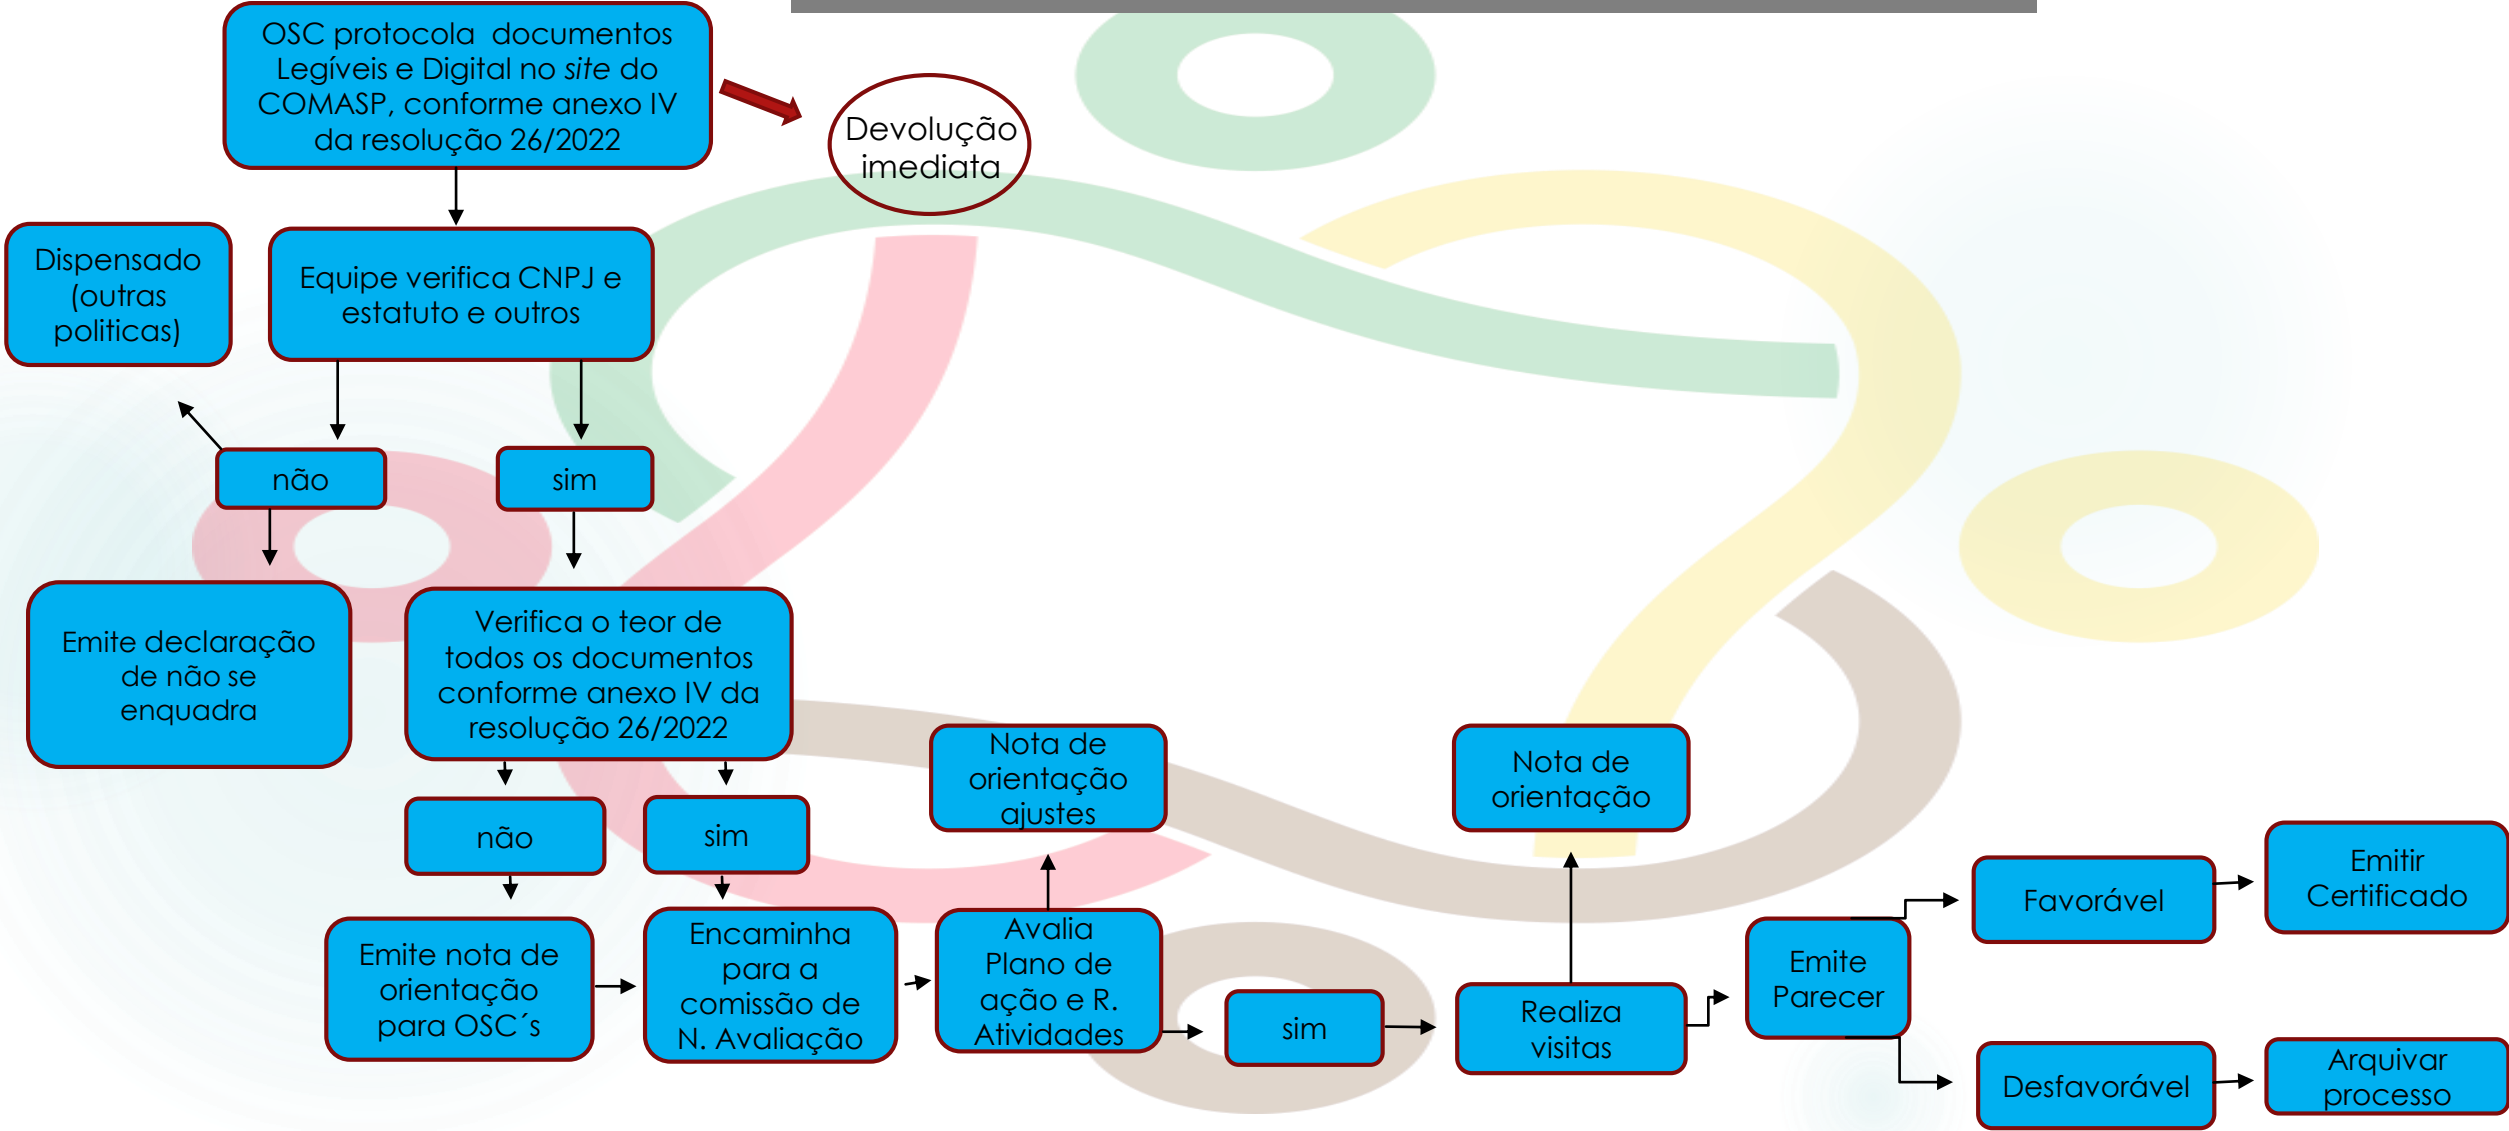 OSC protocola documentos
Legíveis e Digital no site do
COMASP, conforme anexo IV
da resolução 26/2022
Devolução
imediata
Dispensado
(outras
politicas)
Equipe verifica CNPJ e
estatuto e outros
não
sim
Emite declaração
de não se
enquadra
Verifica o teor de
todos os documentos
conforme anexo IV da
resolução 26/2022
não
sim
Emite nota de
orientação
para OSC´s
Encaminha
para a
comissão de
N. Avaliação
Nota de
orientação
ajustes
Avalia
Plano de
ação e R.
Atividades
sim
Nota de
orientação
Realiza
visitas
Emite
Parecer
Favorável
Emitir
Certificado
Desfavorável
Arquivar
processo